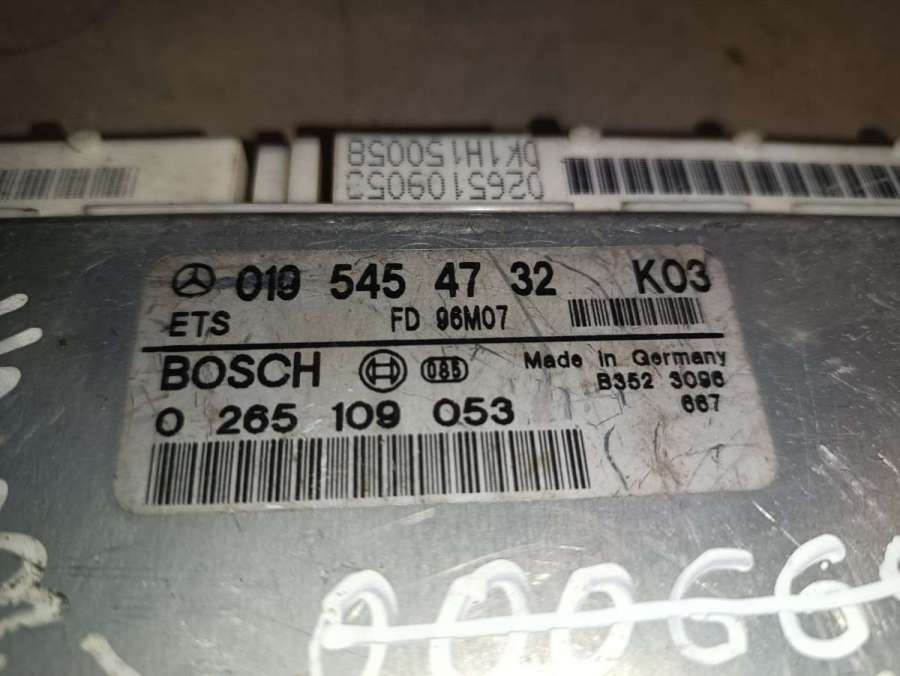 DK1H150058
0265109053
019 545 47 32 K03
ETS FD 96M07
BOSCH 085 Made in Germany
B352 3096
0 265 109 053 667